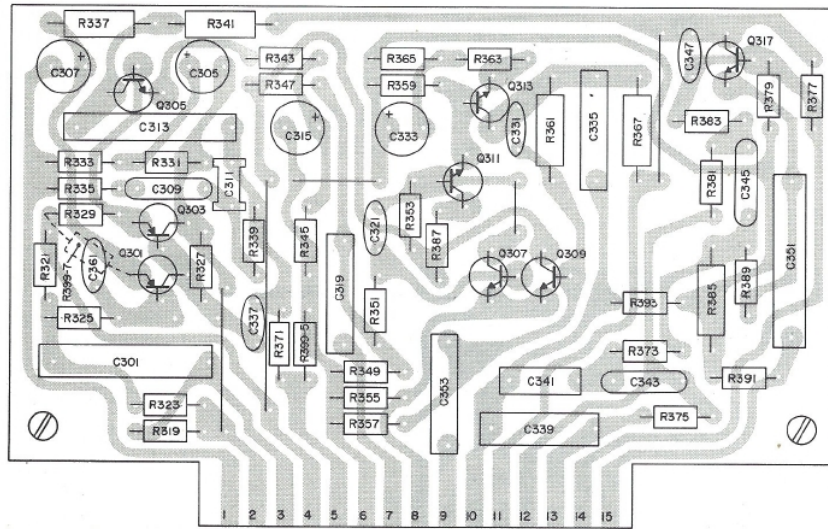 R337 R341
R343 R365 R363 C347 Q317
C307 C305 R347 R359 Q313 R379 R377
Q305
C313 C315 C333 C331 R361 C335 R367 R383
R333 R331 C311 Q311
R335 C309 R381 C345
R329 Q303 R339 R345 C321 R353 R387
R321 C361 Q301 R327 C319 Q307 Q309 R385 R389 C351
R399-7
R325 C337 R371 R399-5 R351 R393
C301 R349 C353 C341 R373 C343 R391
R323 R355
R319 R357 C339 R375
1 2 3 4 5 6 7 8 9 10 11 12 13 14 15